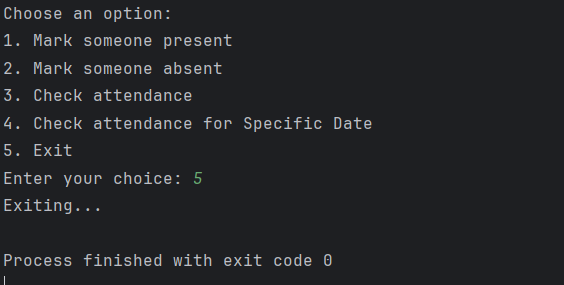 Choose an option:
1. Mark someone present
2. Mark someone absent
3. Check attendance
4. Check attendance for Specific Date
5. Exit
Enter your choice: 5
Exiting...
Process finished with exit code 0